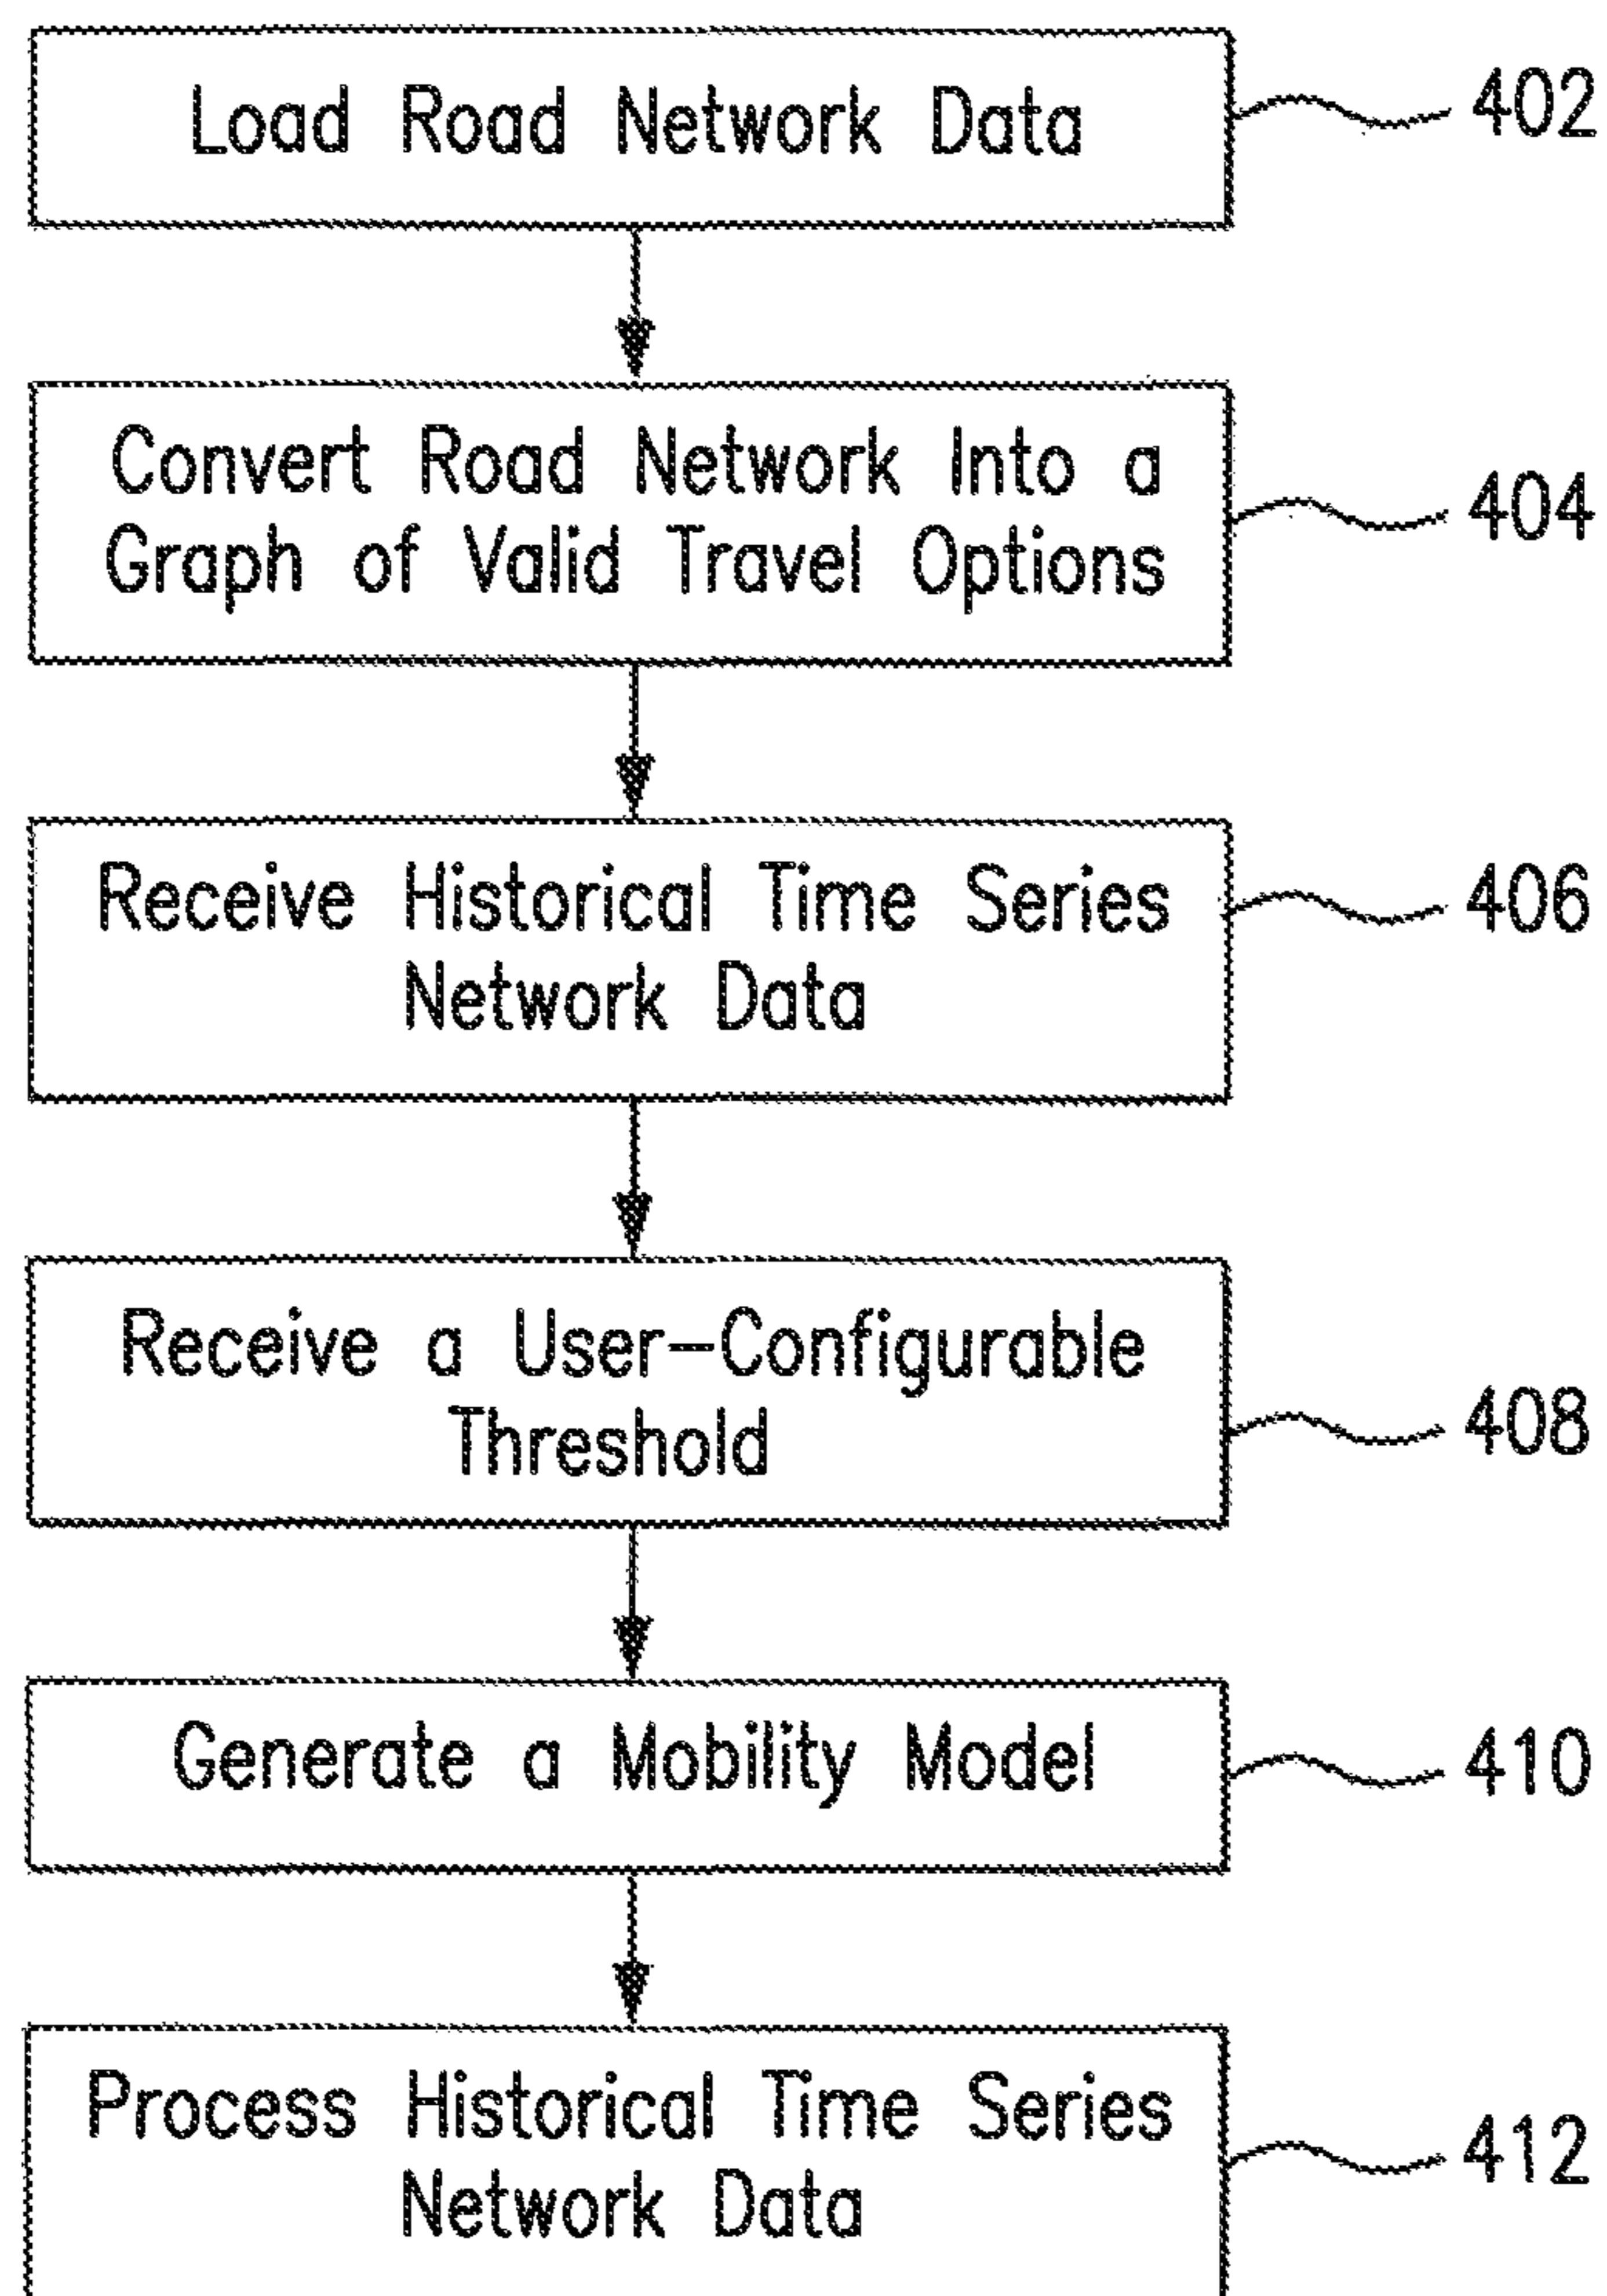 Load Road Network Data
402
Convert Road Network Into a
Graph of Valid Travel Options
404
Receive Historical Time Series
Network Data
406
Receive a User-Configurable
Threshold
408
Generate a Mobility Model
410
Process Historical Time Series
Network Data
412